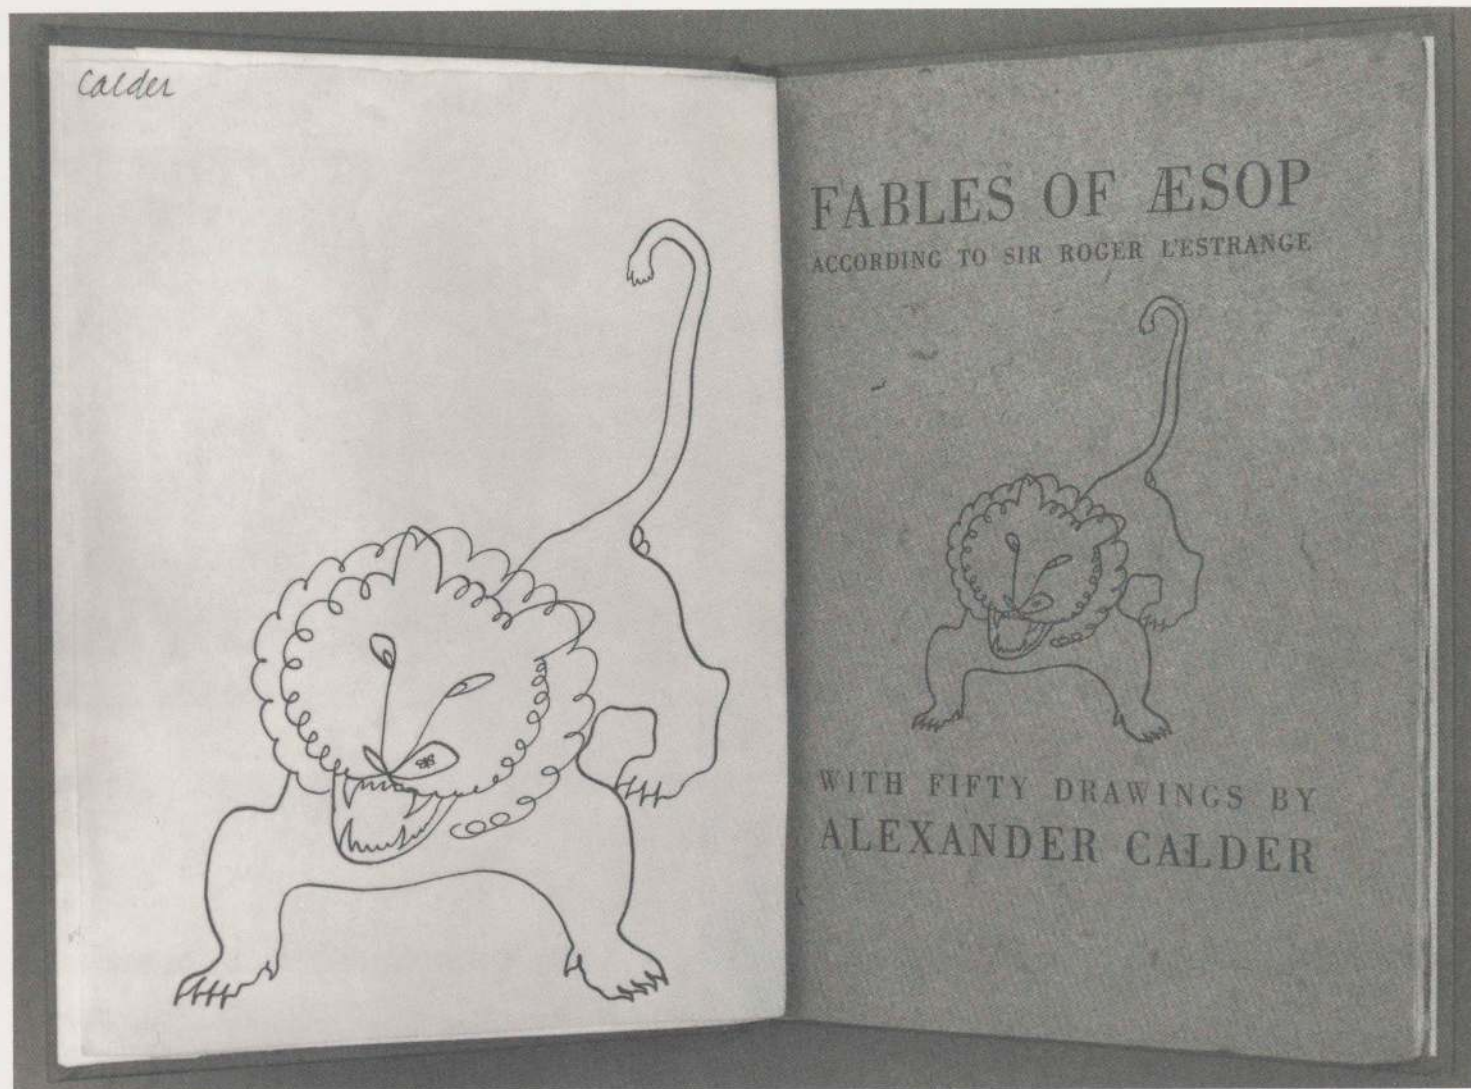 Calder
FABLES OF ÆSOP
ACCORDING TO SIR ROGER L'ESTRANGE
WITH FIFTY DRAWINGS BY
ALEXANDER CALDER